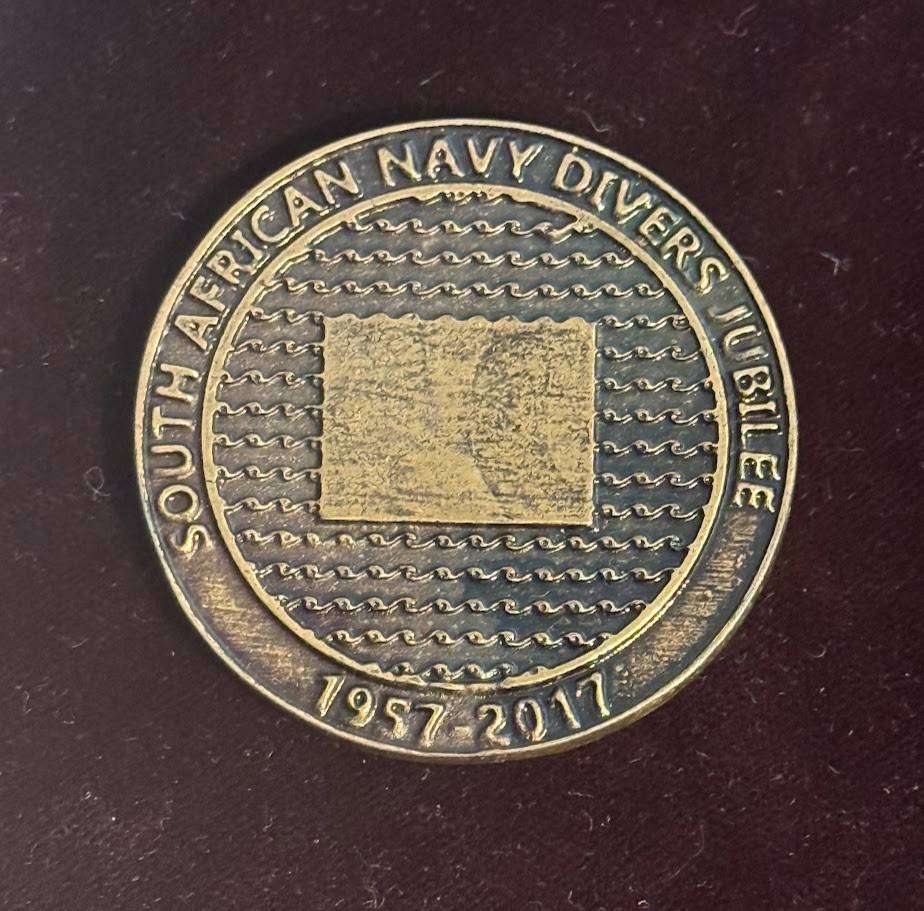 SOUTH AFRICAN NAVY DIVERS JUBILEE
1957-2017